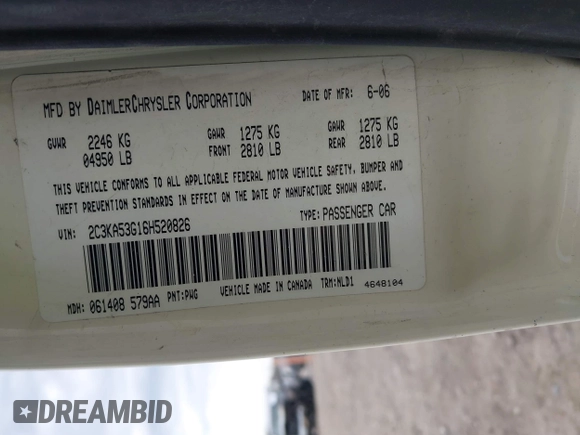 MFD BY DAIMLERCHRYSLER CORPORATION DATE OF MFR: 6-06
GVWR 2246 KG GAWR 1275 KG GAWR 1275 KG
04950 LB FRONT 2810 LB REAR 2810 LB
THIS VEHICLE CONFORMS TO ALL APPLICABLE FEDERAL MOTOR VEHICLE SAFETY, BUMPER AND
THEFT PREVENTION STANDARDS IN EFFECT ON THE DATE OF MANUFACTURE SHOWN ABOVE.
VIN: 2C3KA53G16H520826 TYPE: PASSENGER CAR
MDH: 061408 579AA PNT: PWG VEHICLE MADE IN CANADA TRM: NLD1 4648104
DREAMBID